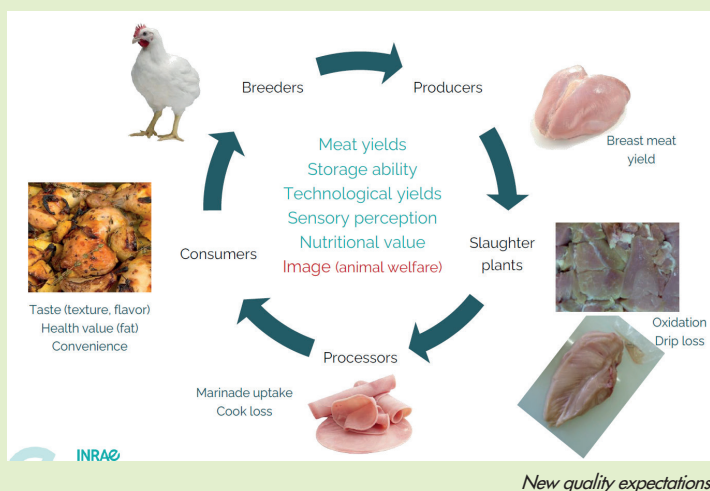 Breeders
Producers
Breast meat
yield
Meat yields
Storage ability
Technological yields
Sensory perception
Nutritional value
Image (animal welfare)
Slaughter
plants
Consumers
Oxidation
Drip loss
Taste (texture, flavor)
Health value (fat)
Convenience
Processors
Marinade uptake
Cook loss
INRAE
New quality expectations